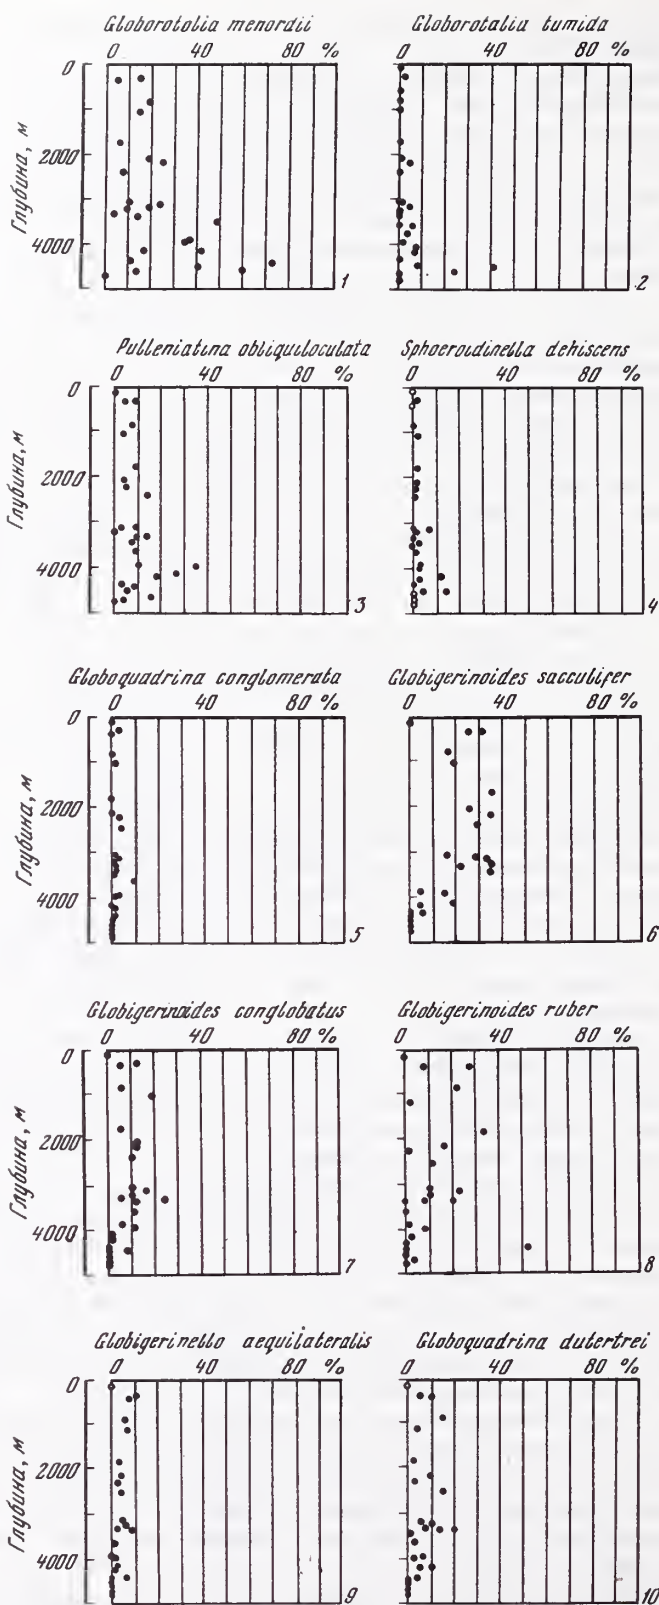 Globorotolia menordii
Globorotalia tumida
0 40 80 %
0 40 80 %
0
2000
4000
Глубина, м
1
2
Pulleniatina obliquiloculata
Sphoeroidinella dehiscens
0 40 80 %
0 40 80 %
0
2000
4000
Глубина, м
3
4
Globoquadrina conglomerata
Globigerinoides sacculifer
0 40 80 %
0 40 80 %
0
2000
4000
Глубина, м
5
6
Globigerinoides conglobatus
Globigerinoides ruber
0 40 80 %
0 40 80 %
0
2000
4000
Глубина, м
7
8
Globigerinello aequilateralis
Globoquadrina dutertrei
0 40 80 %
0 40 80 %
0
2000
4000
Глубина, м
9
10